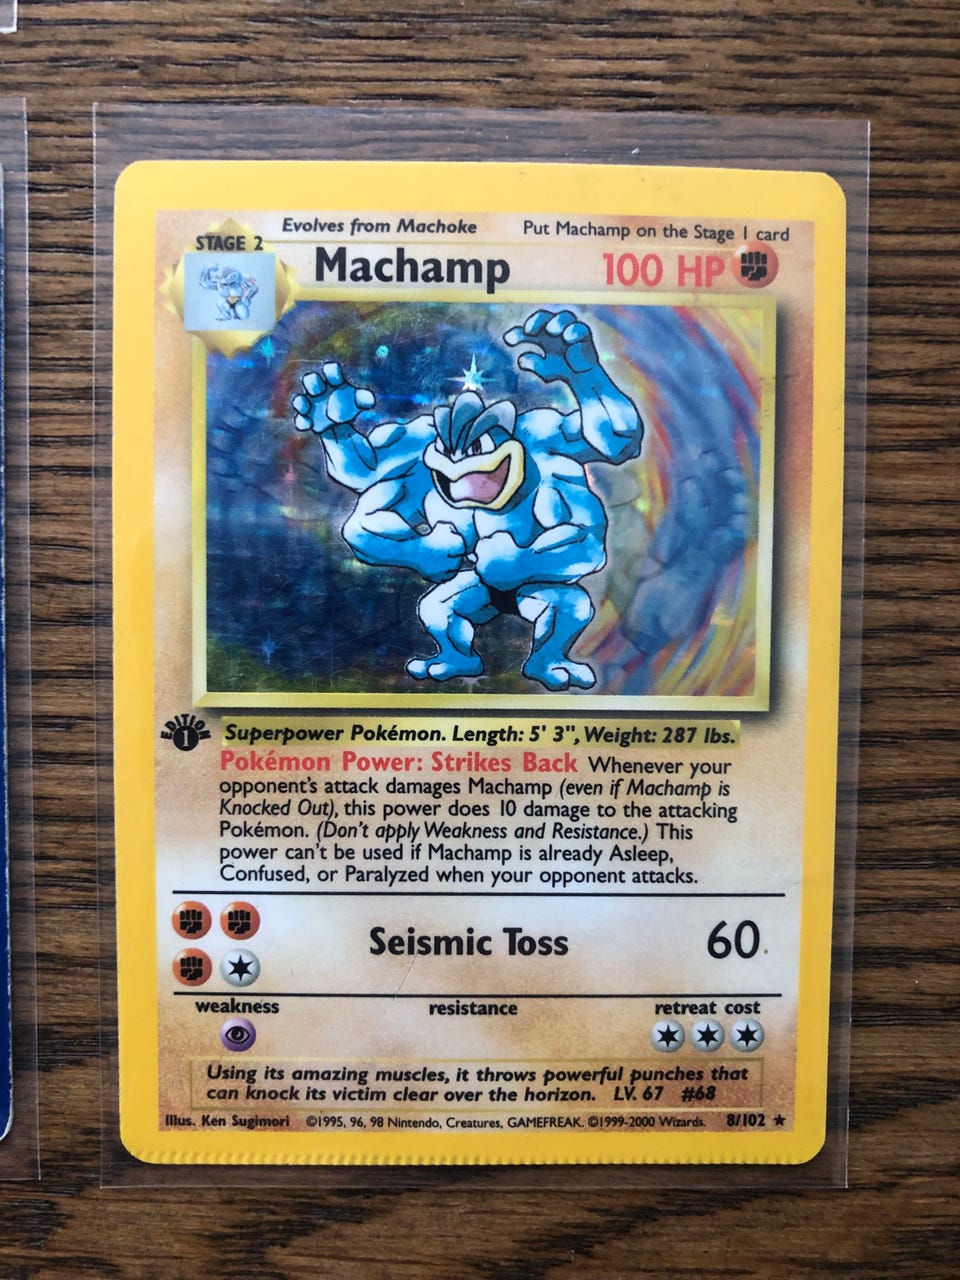 Evolves from Machoke
Put Machamp on the Stage 1 card
STAGE 2
Machamp
100 HP
EDITION
1
Superpower Pokémon. Length: 5' 3", Weight: 287 lbs.
Pokémon Power: Strikes Back Whenever your
opponent's attack damages Machamp (even if Machamp is
Knocked Out), this power does 10 damage to the attacking
Pokémon. (Don't apply Weakness and Resistance.) This
power can't be used if Machamp is already Asleep,
Confused, or Paralyzed when your opponent attacks.
Seismic Toss
60
weakness
resistance
retreat cost
Using its amazing muscles, it throws powerful punches that
can knock its victim clear over the horizon. LV. 67 #68
Illus. Ken Sugimori ©1995, 96, 98 Nintendo, Creatures, GAMEFREAK. ©1999-2000 Wizards. 8/102 ★